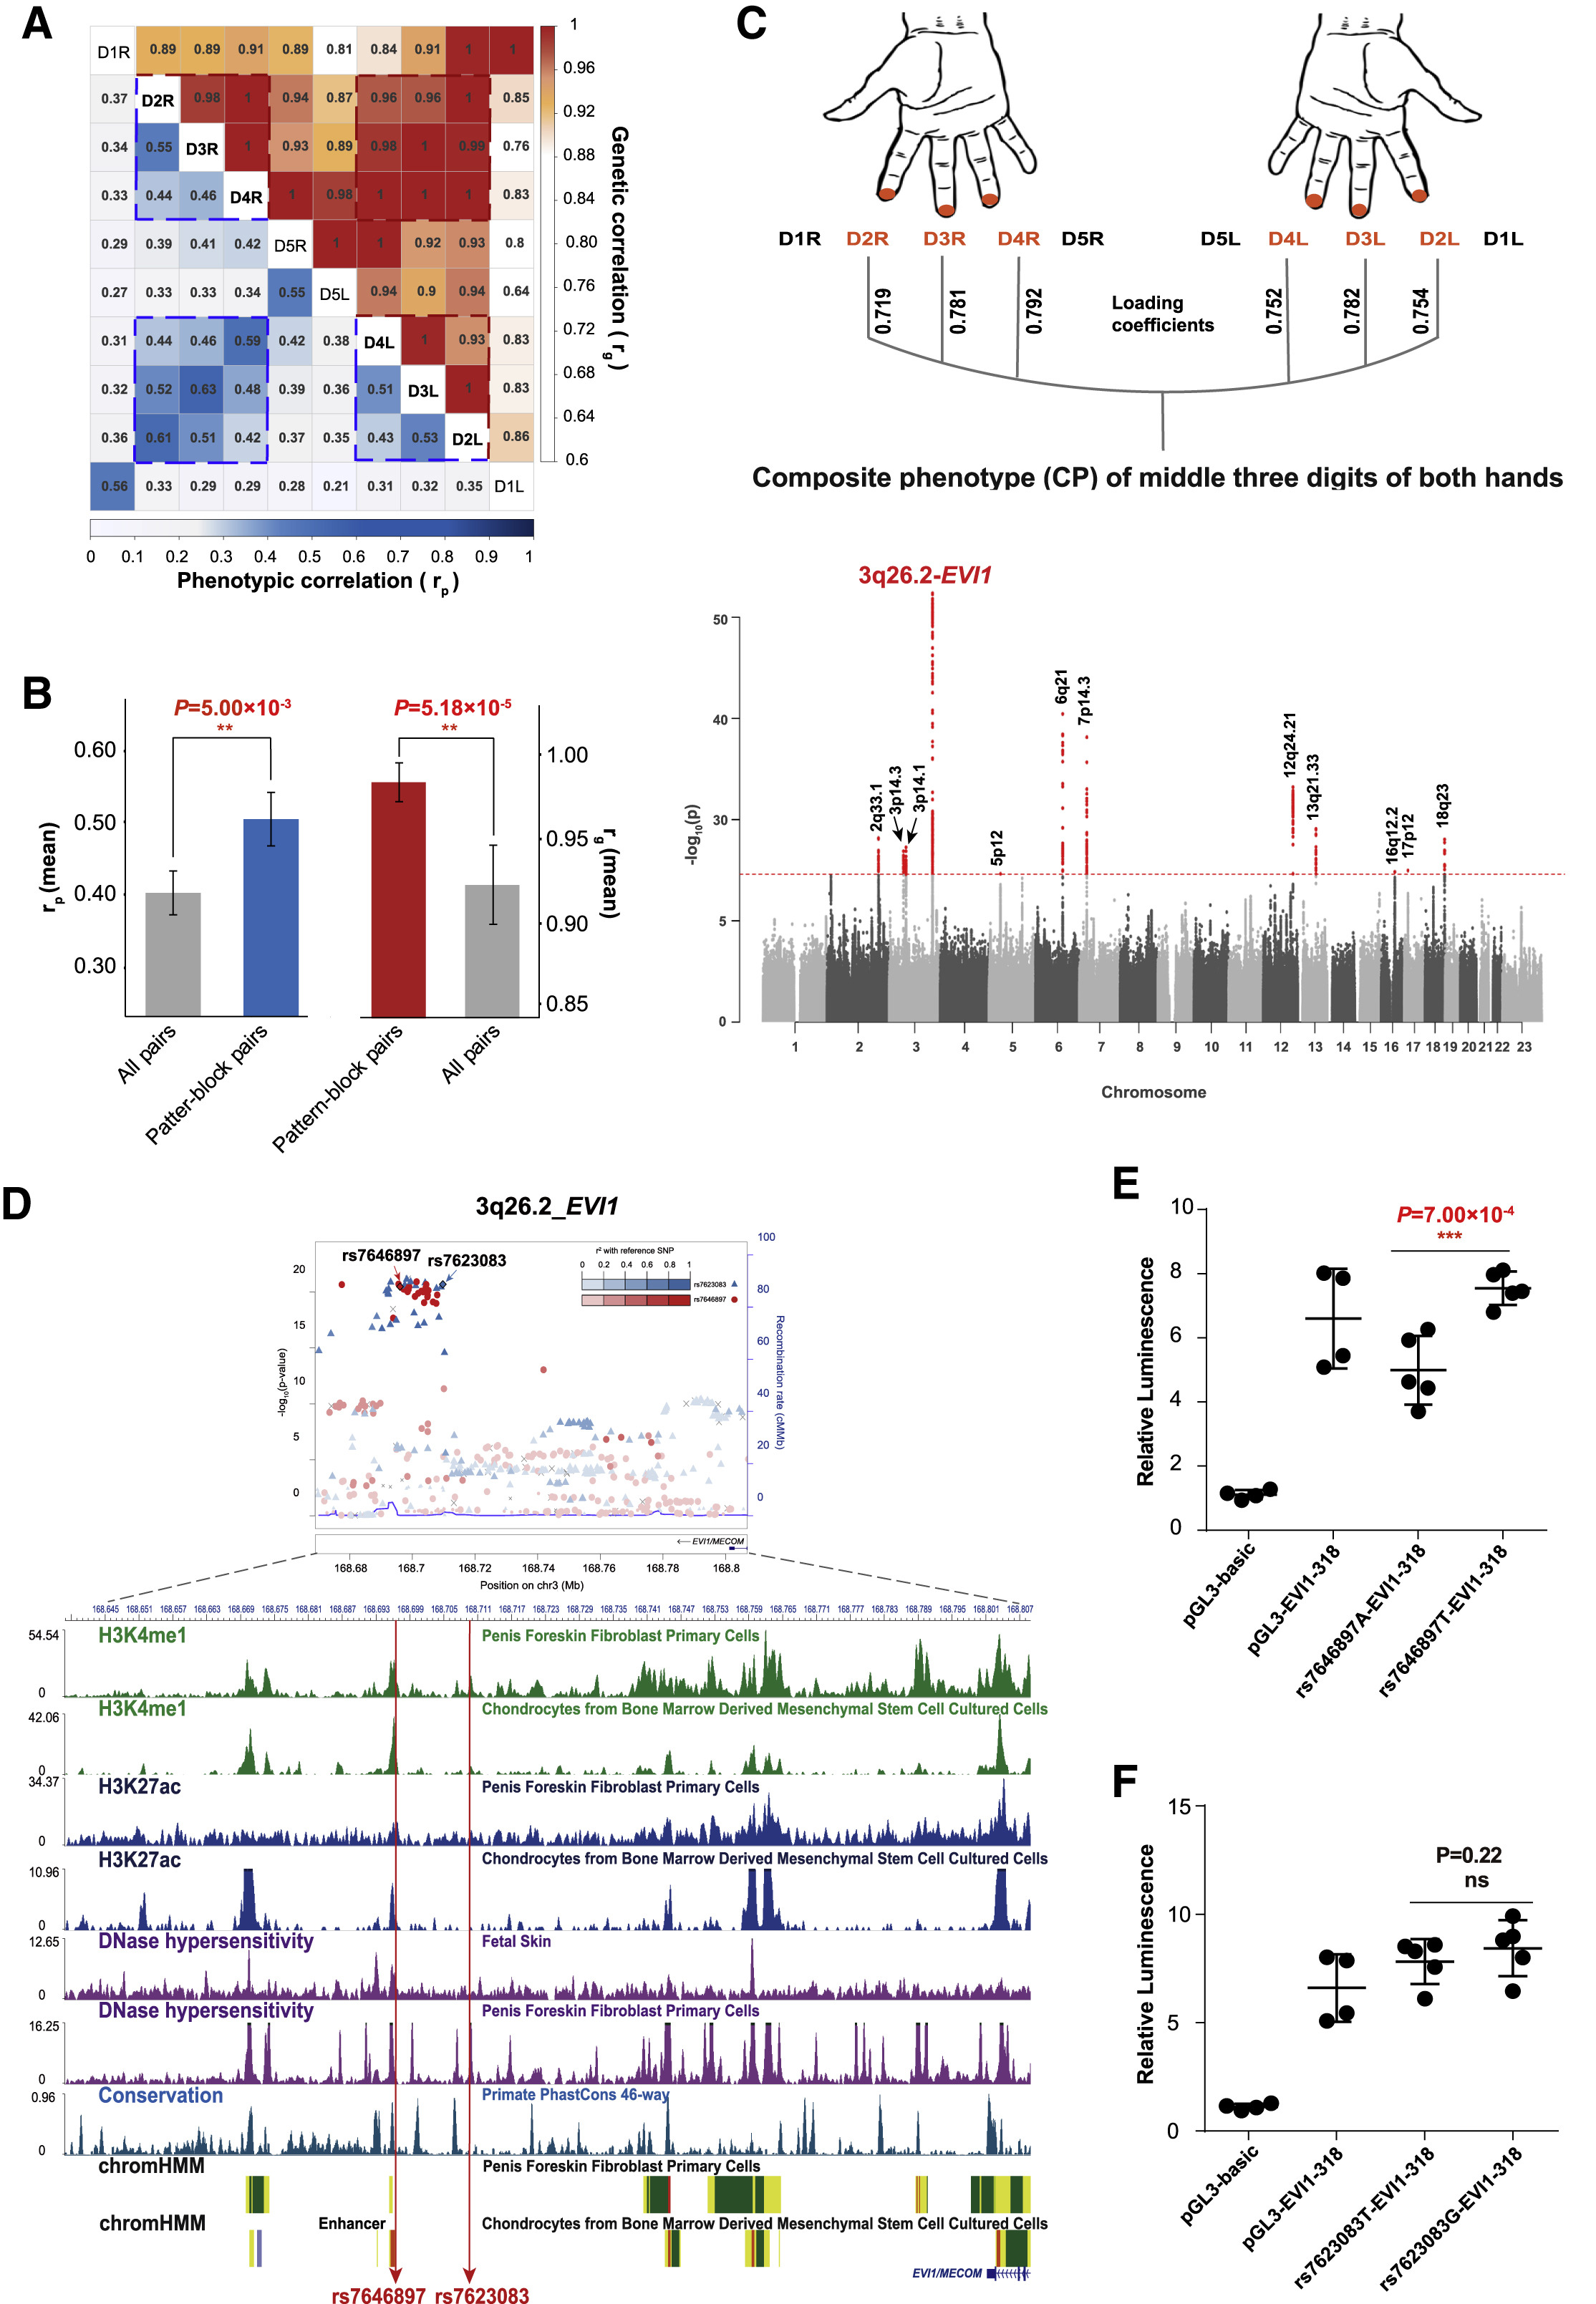 A
D1R 0.89 0.89 0.91 0.89 0.81 0.84 0.91 1 1
0.37 D2R 0.98 1 0.94 0.87 0.96 0.96 1 0.85
0.34 0.55 D3R 1 0.93 0.89 0.98 1 0.99 0.76
0.33 0.44 0.46 D4R 1 0.98 1 1 1 0.83
0.29 0.39 0.41 0.42 D5R 1 1 0.92 0.93 0.8
0.27 0.33 0.33 0.34 0.55 D5L 0.94 0.9 0.94 0.64
0.31 0.44 0.46 0.59 0.42 0.38 D4L 1 0.93 0.83
0.32 0.52 0.63 0.48 0.39 0.36 0.51 D3L 1 0.83
0.36 0.61 0.51 0.42 0.37 0.35 0.43 0.53 D2L 0.86
0.56 0.33 0.29 0.29 0.28 0.21 0.31 0.32 0.35 D1L
1
0.96
0.92
0.88
0.84
0.80
0.76
0.72
0.68
0.64
0.6
Genetic correlation ( rg )
0 0.1 0.2 0.3 0.4 0.5 0.6 0.7 0.8 0.9 1
Phenotypic correlation ( rp )
B
P=5.00×10-3
**
P=5.18×10-5
**
rp (mean)
0.60
0.50
0.40
0.30
1.00
0.95
0.90
0.85
rg (mean)
All pairs
Patter-block pairs
Pattern-block pairs
All pairs
C
D1R D2R D3R D4R D5R D5L D4L D3L D2L D1L
0.719 0.781 0.792 0.752 0.782 0.754
Loading
coefficients
Composite phenotype (CP) of middle three digits of both hands
3q26.2-EVI1
2q33.1 3p14.3 3p14.1 5p12 6q21 7p14.3 12q24.21 13q21.33 16q12.2 17p12 18q23
-log10(p)
50
40
30
5
0
1 2 3 4 5 6 7 8 9 10 11 12 13 14 15 16 17 18 19 20 21 22 23
Chromosome
D
3q26.2_EVI1
rs7646897 rs7623083
r2 with reference SNP
0 0.2 0.4 0.6 0.8 1
rs7623083
rs7646897
-log10(p-value)
20
15
10
5
0
100
80
60
40
20
0
Recombination rate (cMMb)
EVI1/MECOM
168.68 168.7 168.72 168.74 168.76 168.78 168.8
Position on chr3 (Mb)
168.645 168.651 168.657 168.663 168.669 168.675 168.681 168.687 168.693 168.699 168.705 168.711 168.717 168.723 168.729 168.735 168.741 168.747 168.753 168.759 168.765 168.771 168.777 168.783 168.789 168.795 168.801 168.807
54.54 H3K4me1 Penis Foreskin Fibroblast Primary Cells
0
H3K4me1 Chondrocytes from Bone Marrow Derived Mesenchymal Stem Cell Cultured Cells
42.06
0
34.37 H3K27ac Penis Foreskin Fibroblast Primary Cells
0
H3K27ac Chondrocytes from Bone Marrow Derived Mesenchymal Stem Cell Cultured Cells
10.96
0
12.65 DNase hypersensitivity Fetal Skin
0
DNase hypersensitivity Penis Foreskin Fibroblast Primary Cells
16.25
0
0.96 Conservation Primate PhastCons 46-way
0
chromHMM Penis Foreskin Fibroblast Primary Cells
chromHMM Enhancer Chondrocytes from Bone Marrow Derived Mesenchymal Stem Cell Cultured Cells
EVI1/MECOM
rs7646897 rs7623083
E
P=7.00×10-4
***
Relative Luminescence
10
8
6
4
2
0
pGL3-basic
pGL3-EVI1-318
rs7646897A-EVI1-318
rs7646897T-EVI1-318
F
P=0.22
ns
Relative Luminescence
15
10
5
0
pGL3-basic
pGL3-EVI1-318
rs7623083T-EVI1-318
rs7623083G-EVI1-318